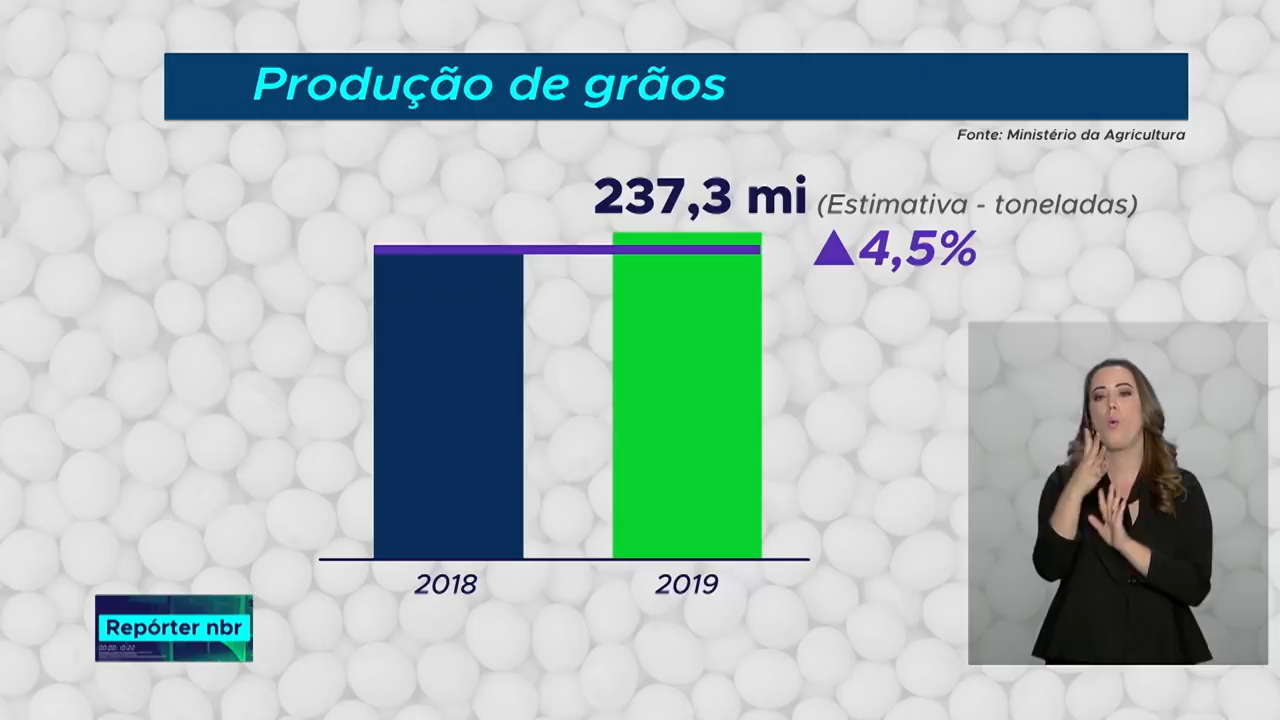 Produção de grãos
Fonte: Ministério da Agricultura
237,3 mi (Estimativa - toneladas)
▲4,5%
2018 2019
Repórter nbr